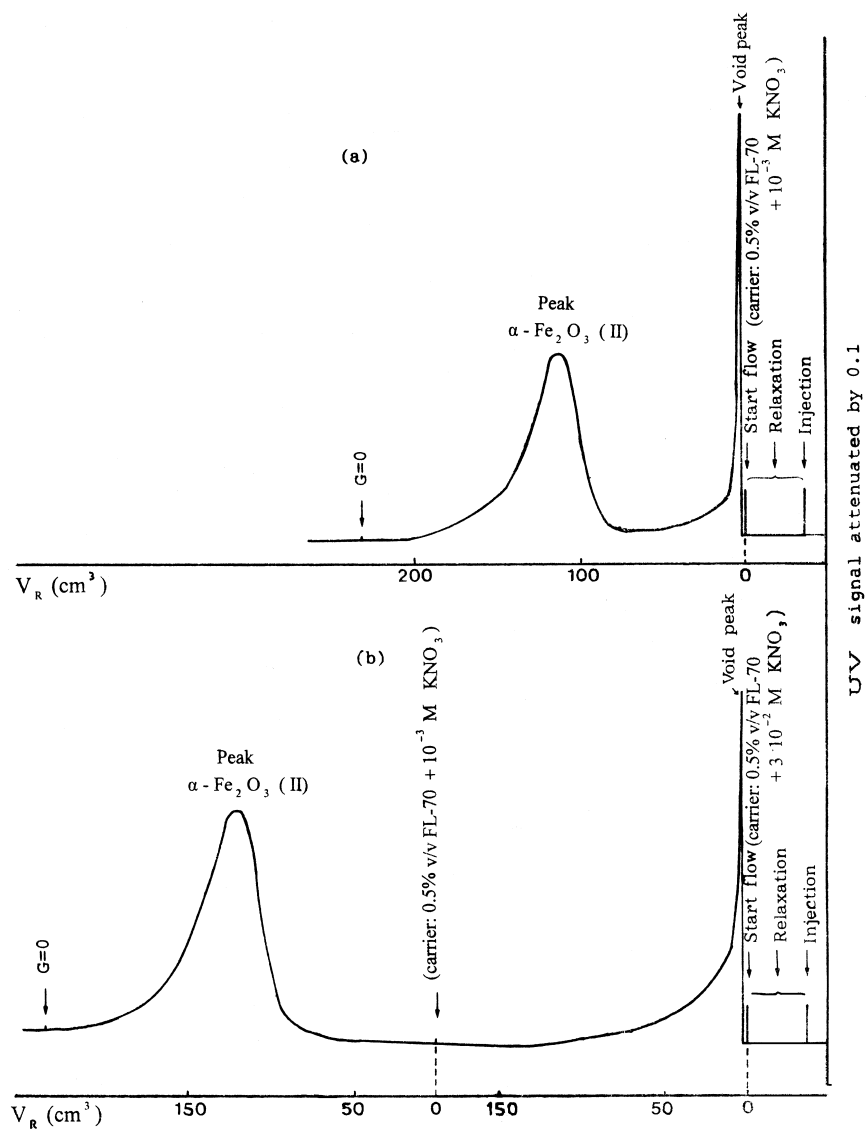 (a)
Peak
α - Fe₂O₃ (II)
G=0
←Void peak
Start flow (carrier: 0.5% v/v FL-70
+ 10⁻³ M KNO₃)
Relaxation
Injection
V_R (cm³)
200
100
0
UV signal attenuated by 0.1
(b)
Peak
α - Fe₂O₃ (II)
G=0
(carrier: 0.5% v/v FL-70 + 10⁻³ M KNO₃)
Void peak
Start flow (carrier: 0.5% v/v FL-70
+ 3·10⁻² M KNO₃)
Relaxation
Injection
V_R (cm³)
150
50
0
150
50
0